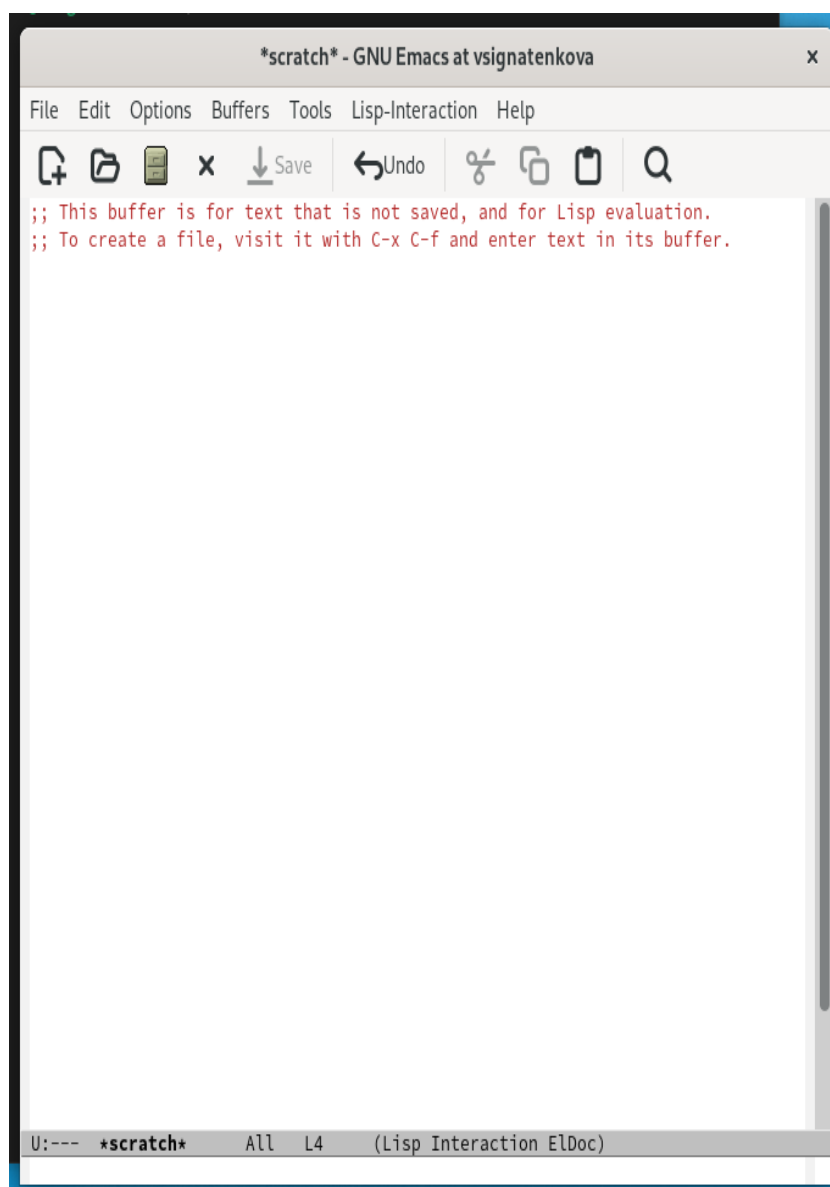 *scratch* - GNU Emacs at vsignatenkova
File Edit Options Buffers Tools Lisp-Interaction Help
Save Undo
;; This buffer is for text that is not saved, and for Lisp evaluation.
;; To create a file, visit it with C-x C-f and enter text in its buffer.
U:--- *scratch* All L4 (Lisp Interaction ElDoc)